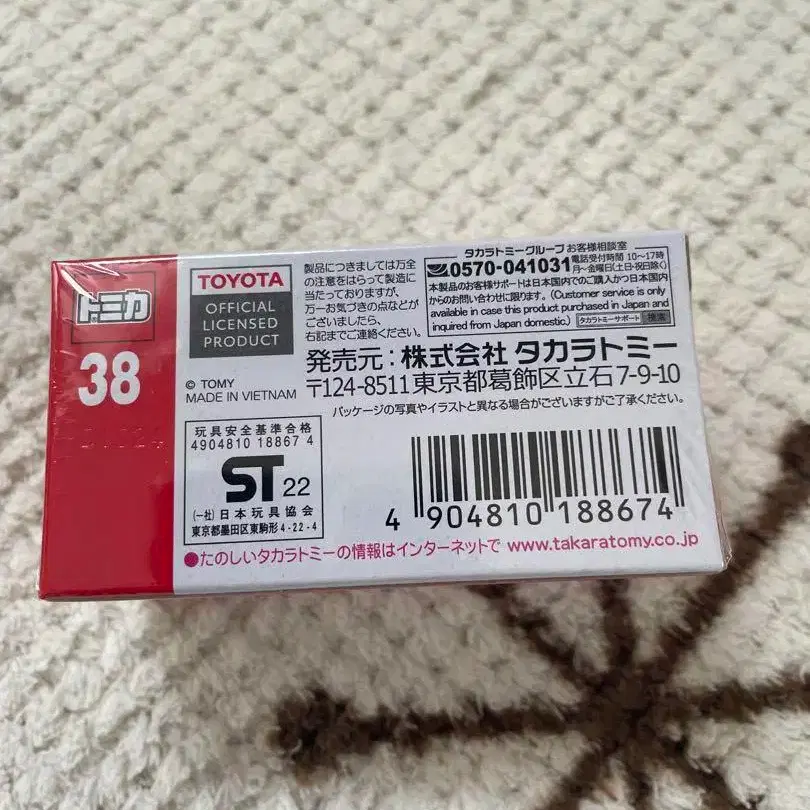 トミカ
38
TOYOTA
OFFICIAL
LICENSED
PRODUCT
© TOMY
MADE IN VIETNAM
製品につきましては万全
の注意をはらって製造に
当たっておりますが、
万一お気づきの点などが
ございましたら、
右記までご連絡ください。
タカラトミーグループ お客様相談室
0570-041031 電話受付時間 10〜17時
月〜金曜日(土日・祝日除く)
本製品のお客様サポートは日本国内でのご購入かつ日本国内
からのお問い合わせに限ります。(Customer service is only
available in case this product purchased in Japan and
inquired from Japan domestic.) タカラトミーサポート 検索
発売元:株式会社 タカラトミー
〒124-8511 東京都葛飾区立石7-9-10
パッケージの写真やイラストと異なる場合がございますがご了承ください。
玩具安全基準合格
4904810 18867 4
ST 22
(一社)日本玩具協会
東京都墨田区東駒形4-22-4
4 904810 188674
●たのしいタカラトミーの情報はインターネットで www.takaratomy.co.jp